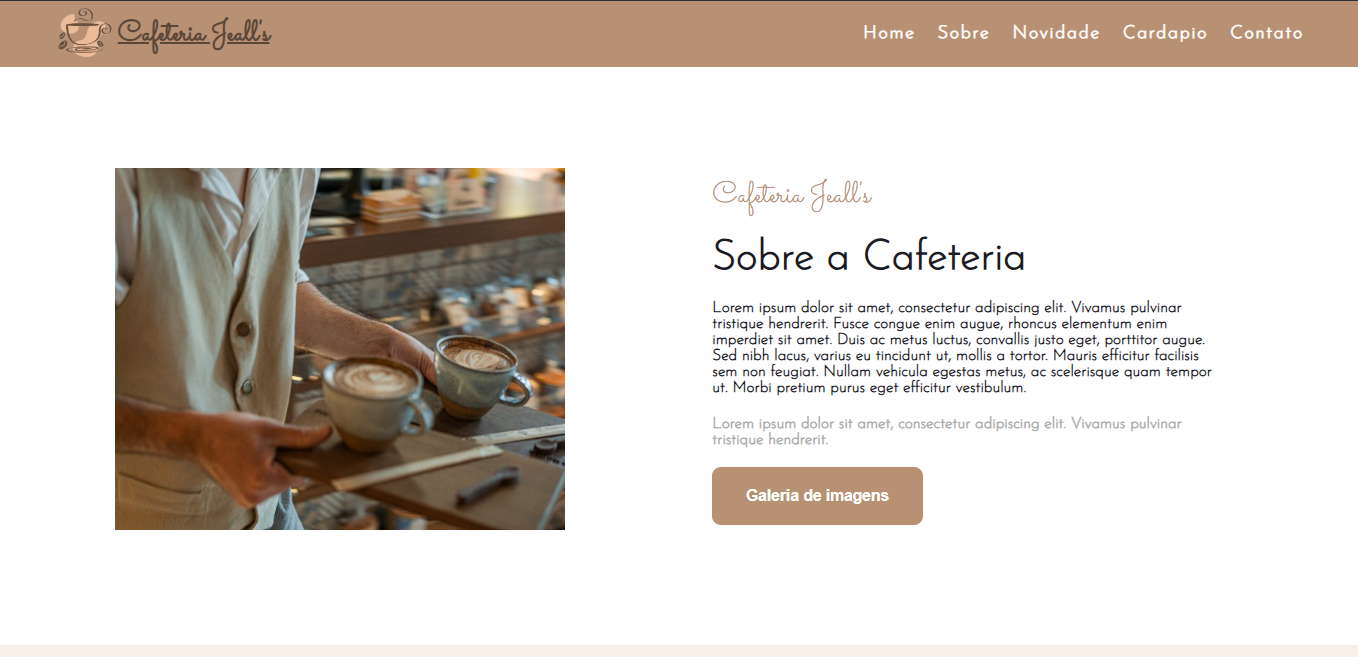 Cafeteria Jeall's
Home Sobre Novidade Cardapio Contato
Cafeteria Jeall's
Sobre a Cafeteria
Lorem ipsum dolor sit amet, consectetur adipiscing elit. Vivamus pulvinar
tristique hendrerit. Fusce congue enim augue, rhoncus elementum enim
imperdiet sit amet. Duis ac metus luctus, convallis justo eget, porttitor augue.
Sed nibh lacus, varius eu tincidunt ut, mollis a tortor. Mauris efficitur facilisis
sem non feugiat. Nullam vehicula egestas metus, ac scelerisque quam tempor
ut. Morbi pretium purus eget efficitur vestibulum.
Lorem ipsum dolor sit amet, consectetur adipiscing elit. Vivamus pulvinar
tristique hendrerit.
Galeria de imagens